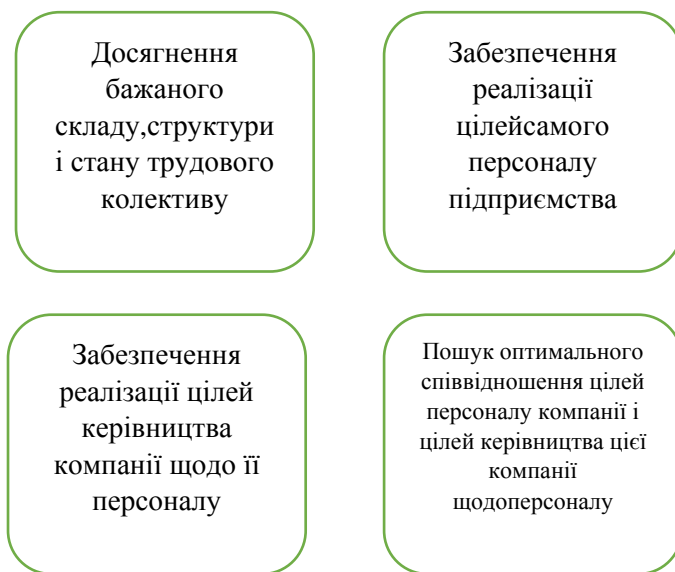 Досягнення
бажаного
складу,структури
і стану трудового
колективу
Забезпечення
реалізації
цілейсамого
персоналу
підприємства
Забезпечення
реалізації цілей
керівництва
компанії щодо її
персоналу
Пошук оптимального
співвідношення цілей
персоналу компанії і
цілей керівництва цієї
компанії
щодоперсоналу